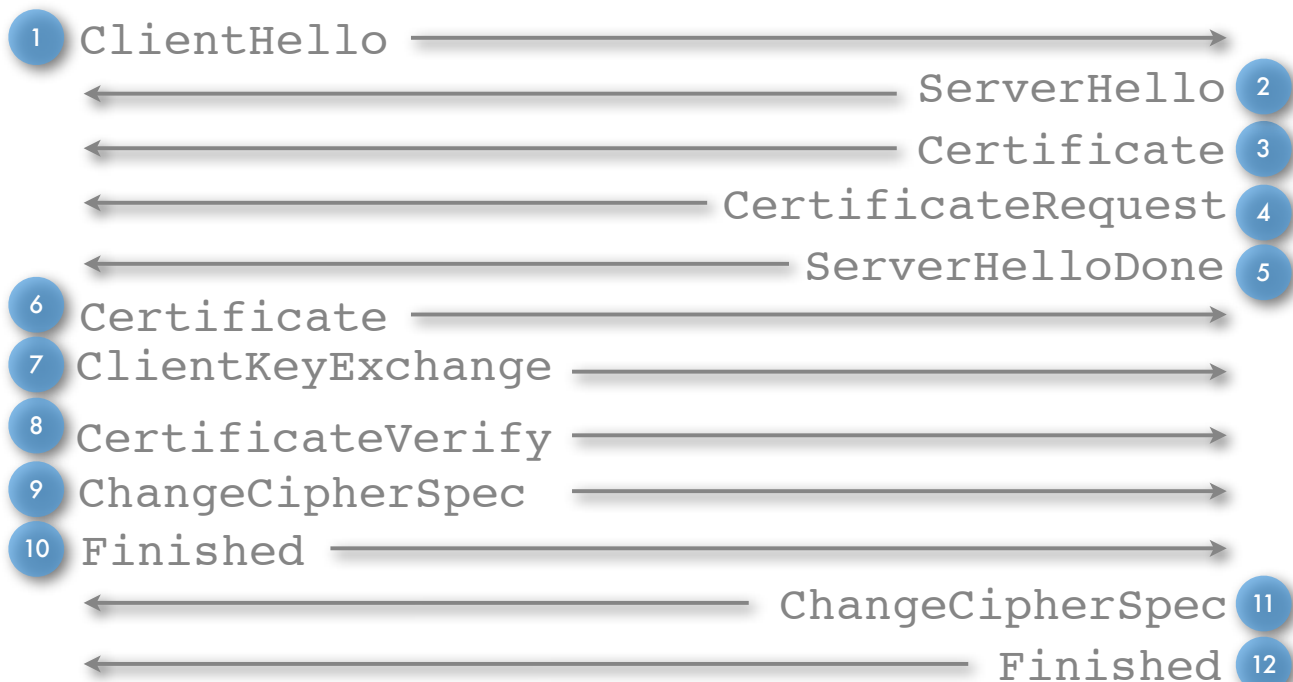 1 ClientHello
ServerHello 2
Certificate 3
CertificateRequest 4
ServerHelloDone 5
6 Certificate
7 ClientKeyExchange
8 CertificateVerify
9 ChangeCipherSpec
10 Finished
ChangeCipherSpec 11
Finished 12